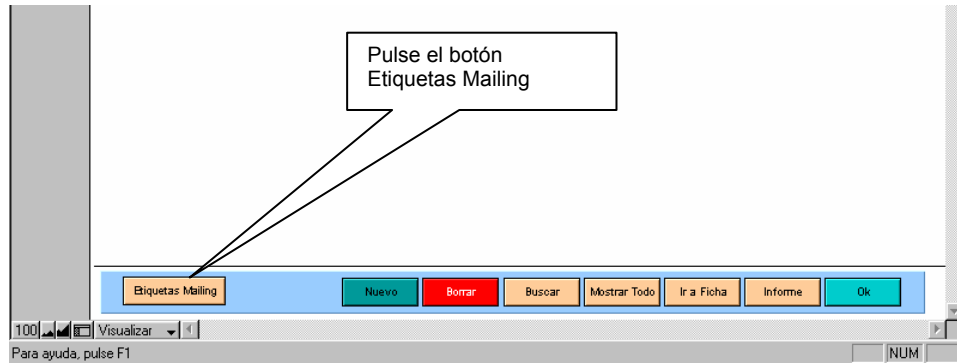 Pulse el botón
Etiquetas Mailing
Etiquetas Mailing Nuevo Borrar Buscar Mostrar Todo Ir a Ficha Informe Ok
100 Visualizar
Para ayuda, pulse F1 NUM